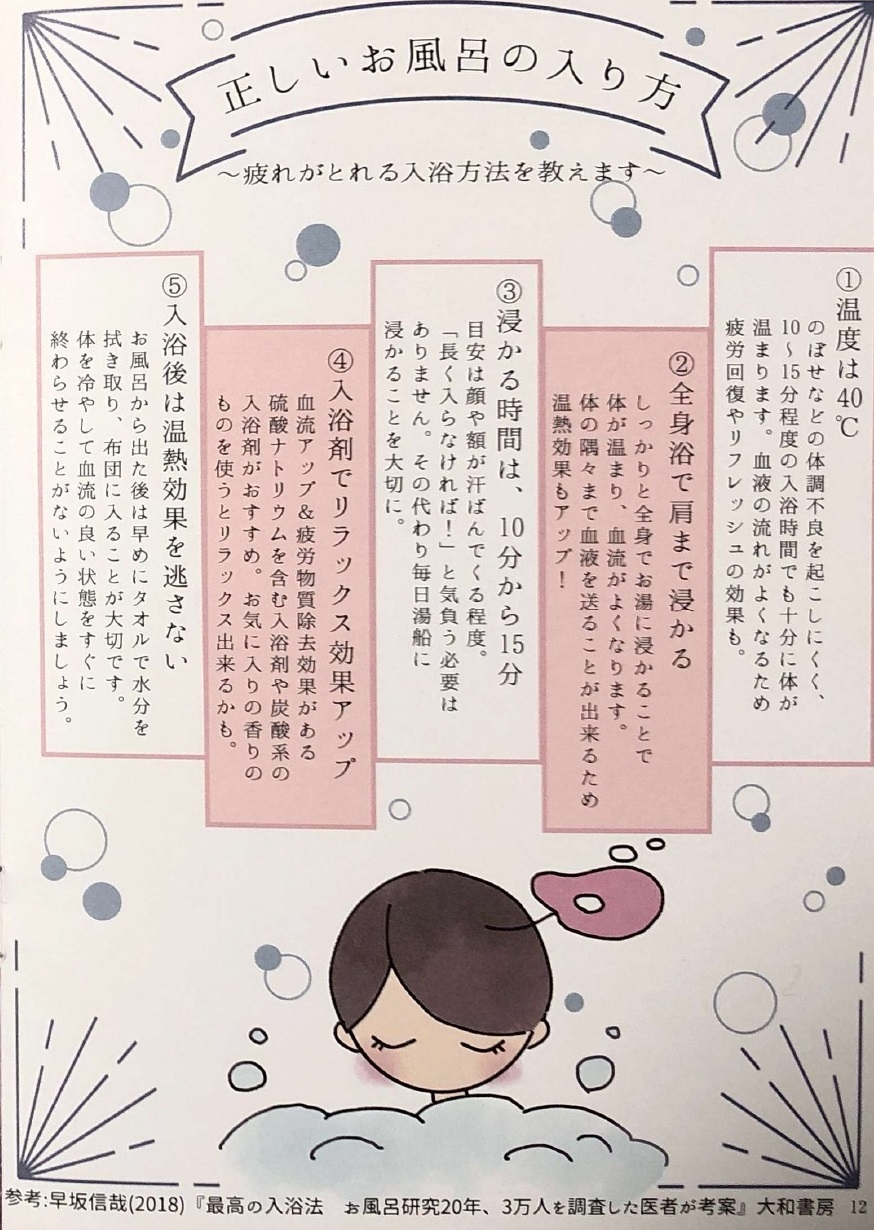 正しいお風呂の入り方
～疲れがとれる入浴方法を教えます～
①温度は40℃
のぼせなどの体調不良を起こしにくく、
10～15分程度の入浴時間でも十分に体が
温まります。血液の流れがよくなるため
疲労回復やリフレッシュの効果も。
②全身浴で肩まで浸かる
しっかりと全身でお湯に浸かることで
体が温まり、血流がよくなります。
体の隅々まで血液を送ることが出来るため
温熱効果もアップ！
③浸かる時間は、10分から15分
目安は顔や額が汗ばんでくる程度。
「長く入らなければ！」と気負う必要は
ありません。その代わり毎日湯船に
浸かることを大切に。
④入浴剤でリラックス効果アップ
血流アップ＆疲労物質除去効果がある
硫酸ナトリウムを含む入浴剤や炭酸系の
入浴剤がおすすめ。お気に入りの香りの
ものを使うとリラックス出来るかも。
⑤入浴後は温熱効果を逃さない
お風呂から出た後は早めにタオルで水分を
拭き取り、布団に入ることが大切です。
体を冷やして血流の良い状態をすぐに
終わらせることがないようにしましょう。
参考:早坂信哉(2018)『最高の入浴法　お風呂研究20年、3万人を調査した医者が考案』大和書房
12